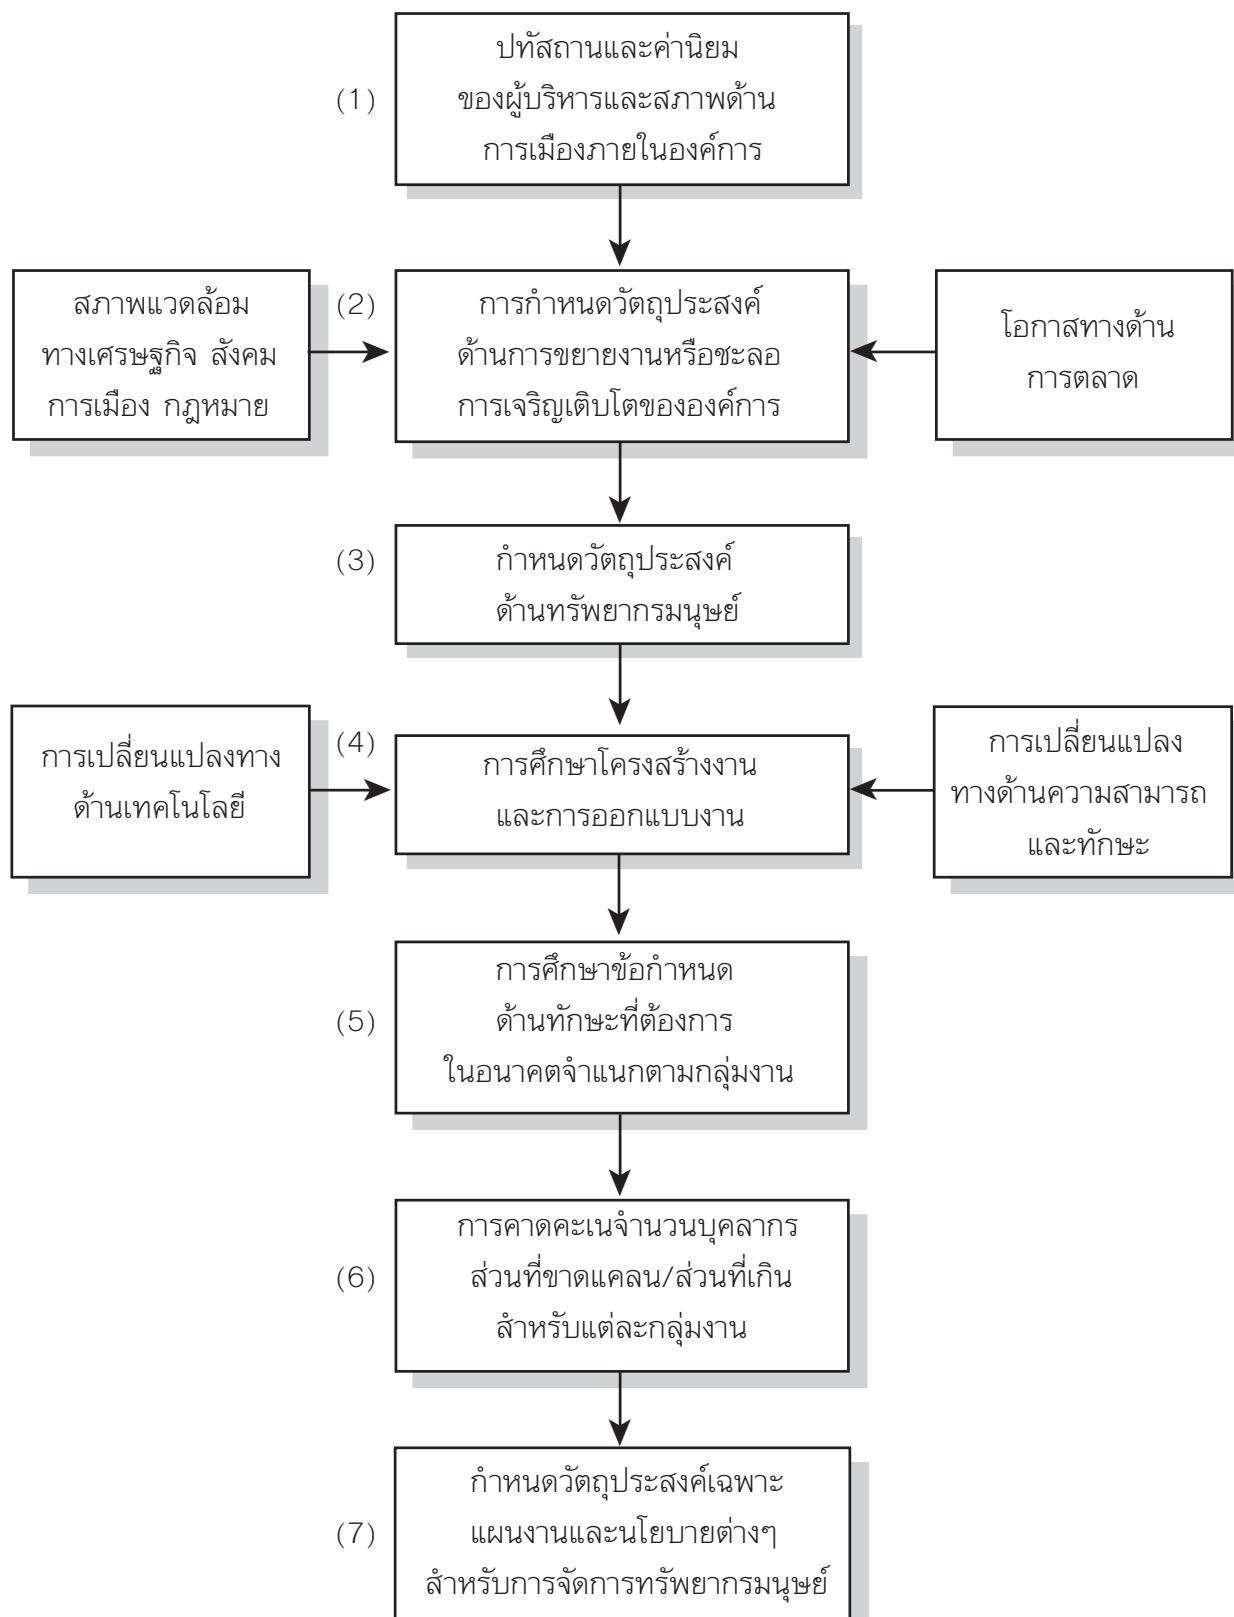 (1)
ปทัสถานและค่านิยม
ของผู้บริหารและสภาพด้าน
การเมืองภายในองค์การ
สภาพแวดล้อม
ทางเศรษฐกิจ สังคม
การเมือง กฎหมาย
(2)
การกำหนดวัตถุประสงค์
ด้านการขยายงานหรือชะลอ
การเจริญเติบโตขององค์การ
โอกาสทางด้าน
การตลาด
(3)
กำหนดวัตถุประสงค์
ด้านทรัพยากรมนุษย์
การเปลี่ยนแปลงทาง
ด้านเทคโนโลยี
(4)
การศึกษาโครงสร้างงาน
และการออกแบบงาน
การเปลี่ยนแปลง
ทางด้านความสามารถ
และทักษะ
(5)
การศึกษาข้อกำหนด
ด้านทักษะที่ต้องการ
ในอนาคตจำแนกตามกลุ่มงาน
(6)
การคาดคะเนจำนวนบุคลากร
ส่วนที่ขาดแคลน/ส่วนที่เกิน
สำหรับแต่ละกลุ่มงาน
(7)
กำหนดวัตถุประสงค์เฉพาะ
แผนงานและนโยบายต่างๆ
สำหรับการจัดการทรัพยากรมนุษย์